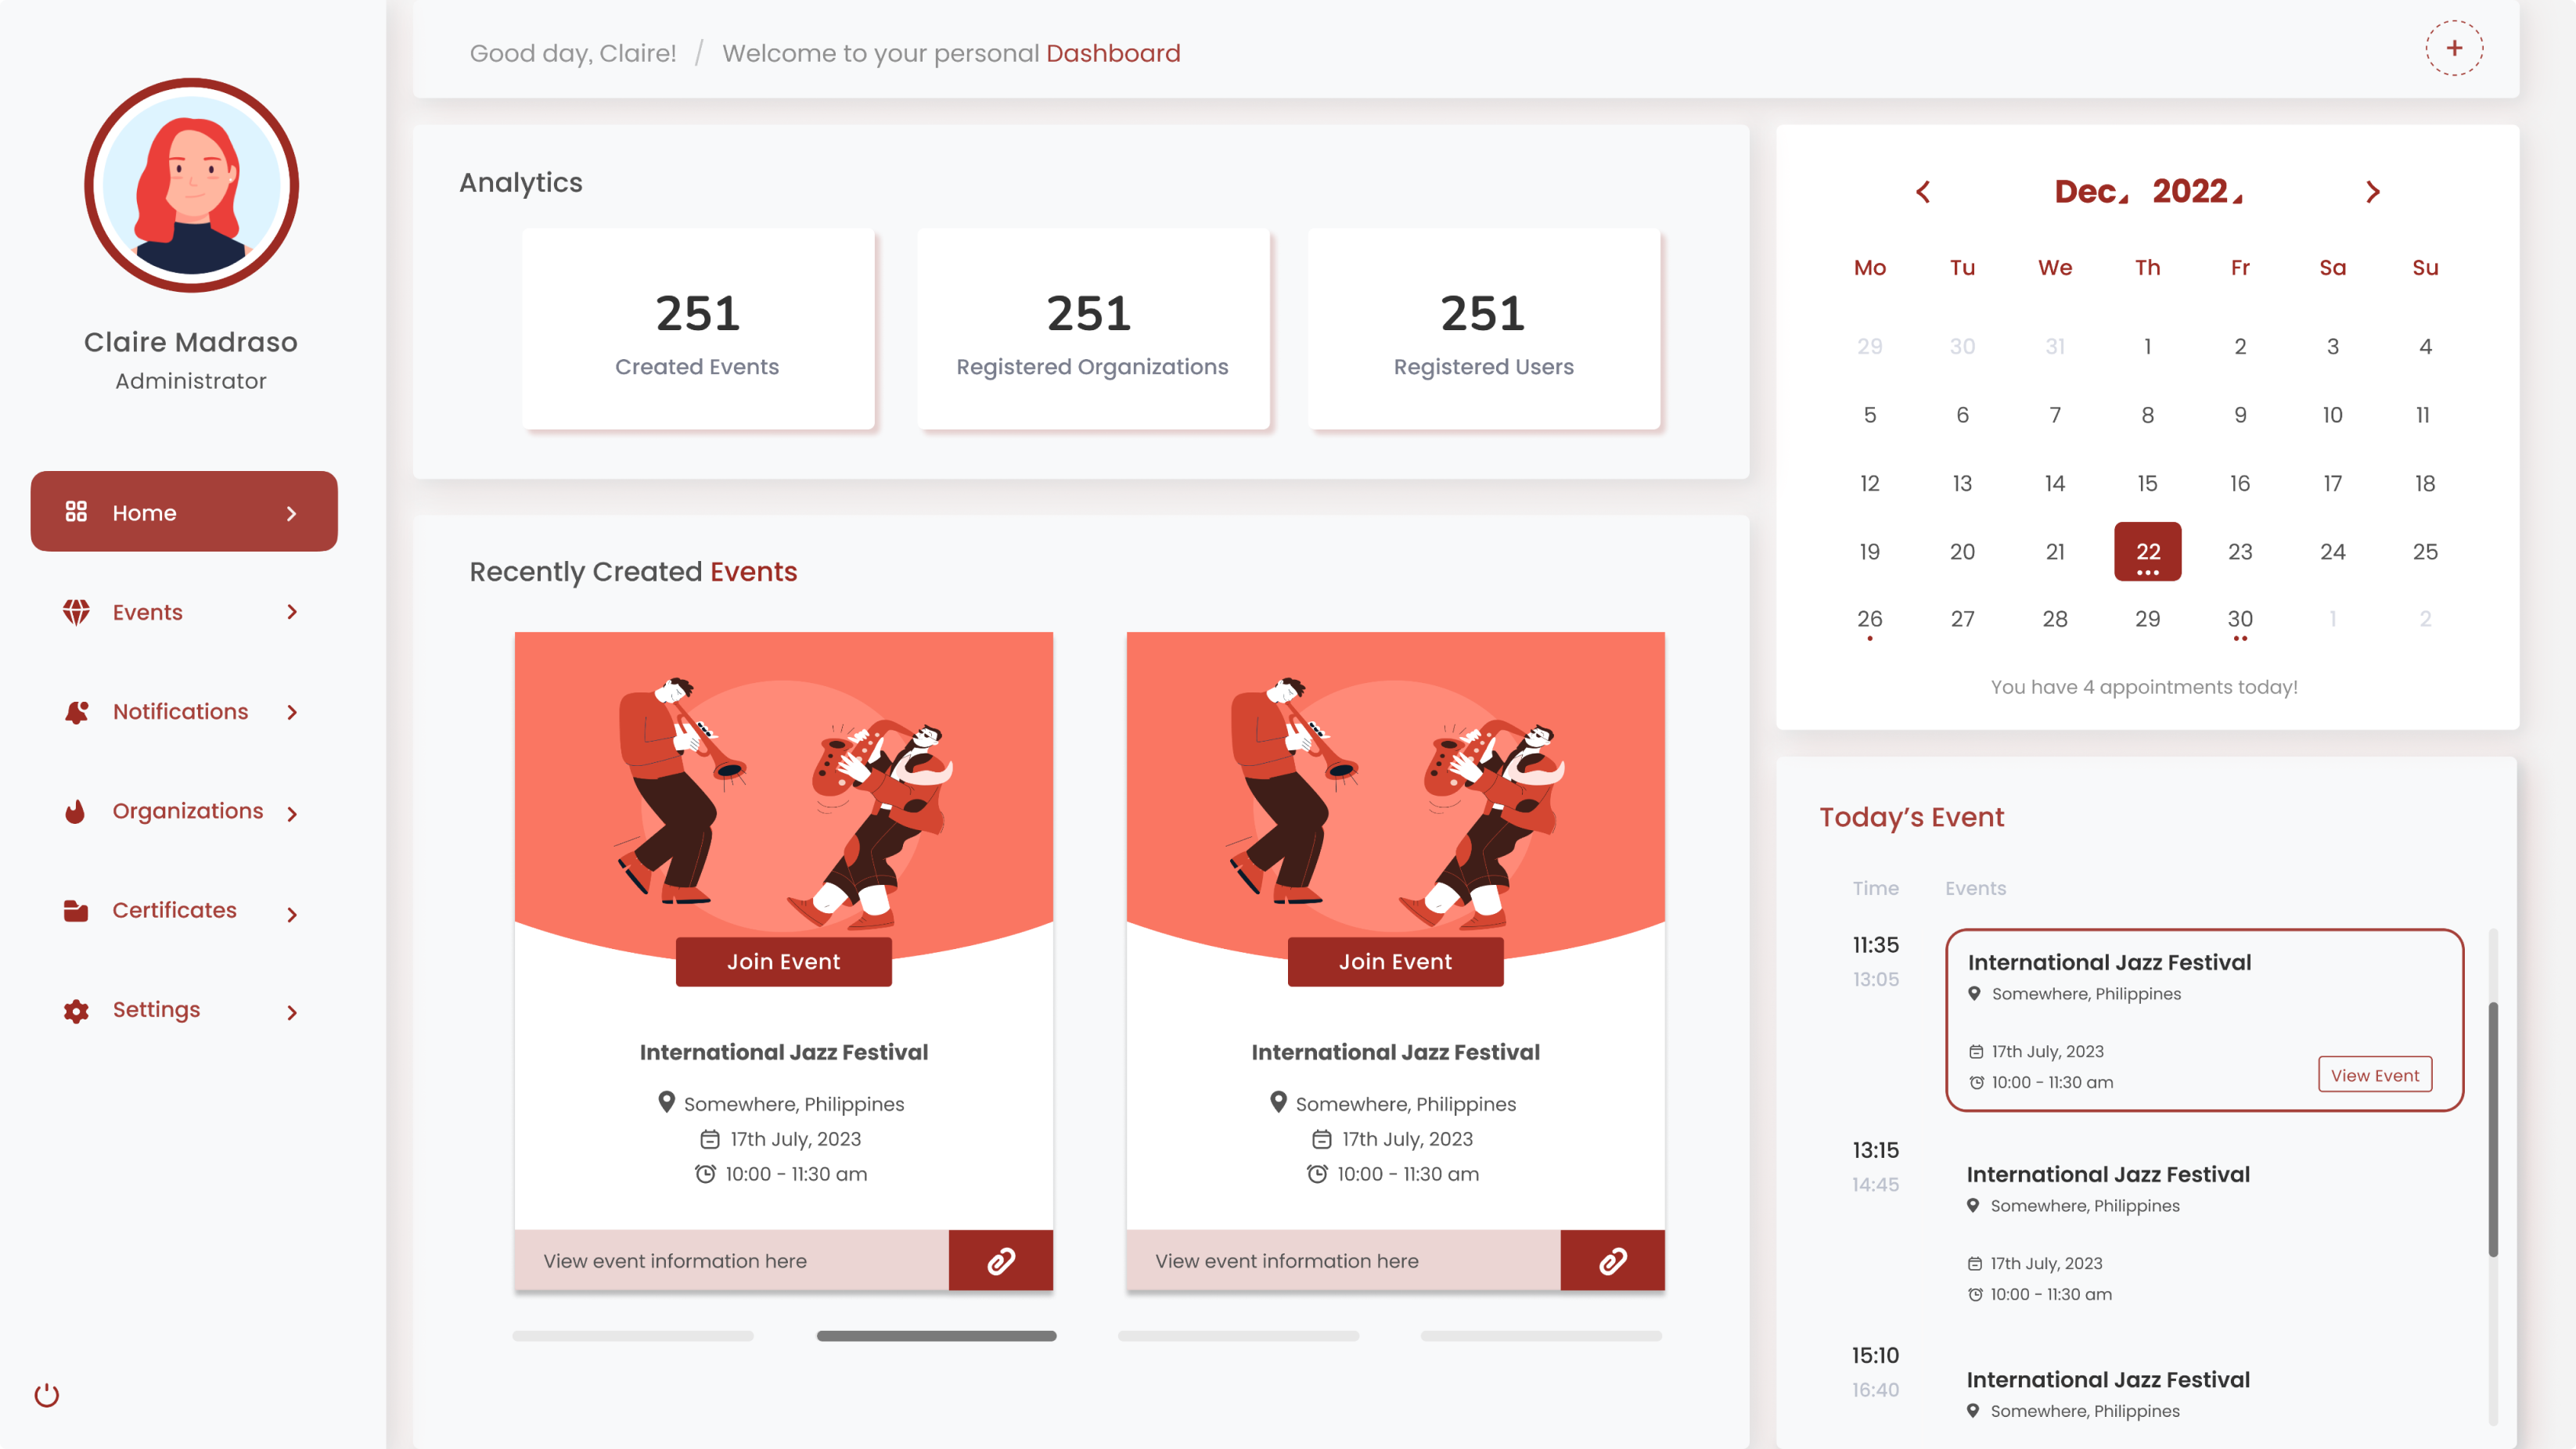 Claire Madraso
Administrator
Home
Events
Notifications
Organizations
Certificates
Settings
Good day, Claire! / Welcome to your personal Dashboard
Analytics
251
Created Events
251
Registered Organizations
251
Registered Users
Recently Created Events
Join Event
International Jazz Festival
Somewhere, Philippines
17th July, 2023
10:00 - 11:30 am
View event information here
Join Event
International Jazz Festival
Somewhere, Philippines
17th July, 2023
10:00 - 11:30 am
View event information here
Dec 2022
Mo Tu We Th Fr Sa Su
29 30 31 1 2 3 4
5 6 7 8 9 10 11
12 13 14 15 16 17 18
19 20 21 22 23 24 25
26 27 28 29 30 1 2
You have 4 appointments today!
Today’s Event
Time Events
11:35
13:05
International Jazz Festival
Somewhere, Philippines
17th July, 2023
10:00 - 11:30 am
View Event
13:15
14:45
International Jazz Festival
Somewhere, Philippines
17th July, 2023
10:00 - 11:30 am
15:10
16:40
International Jazz Festival
Somewhere, Philippines